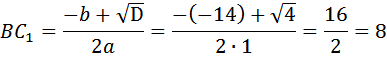 BC₁ = (-b + √D)/(2a) = (-(-14) + √4)/(2 · 1) = 16/2 = 8